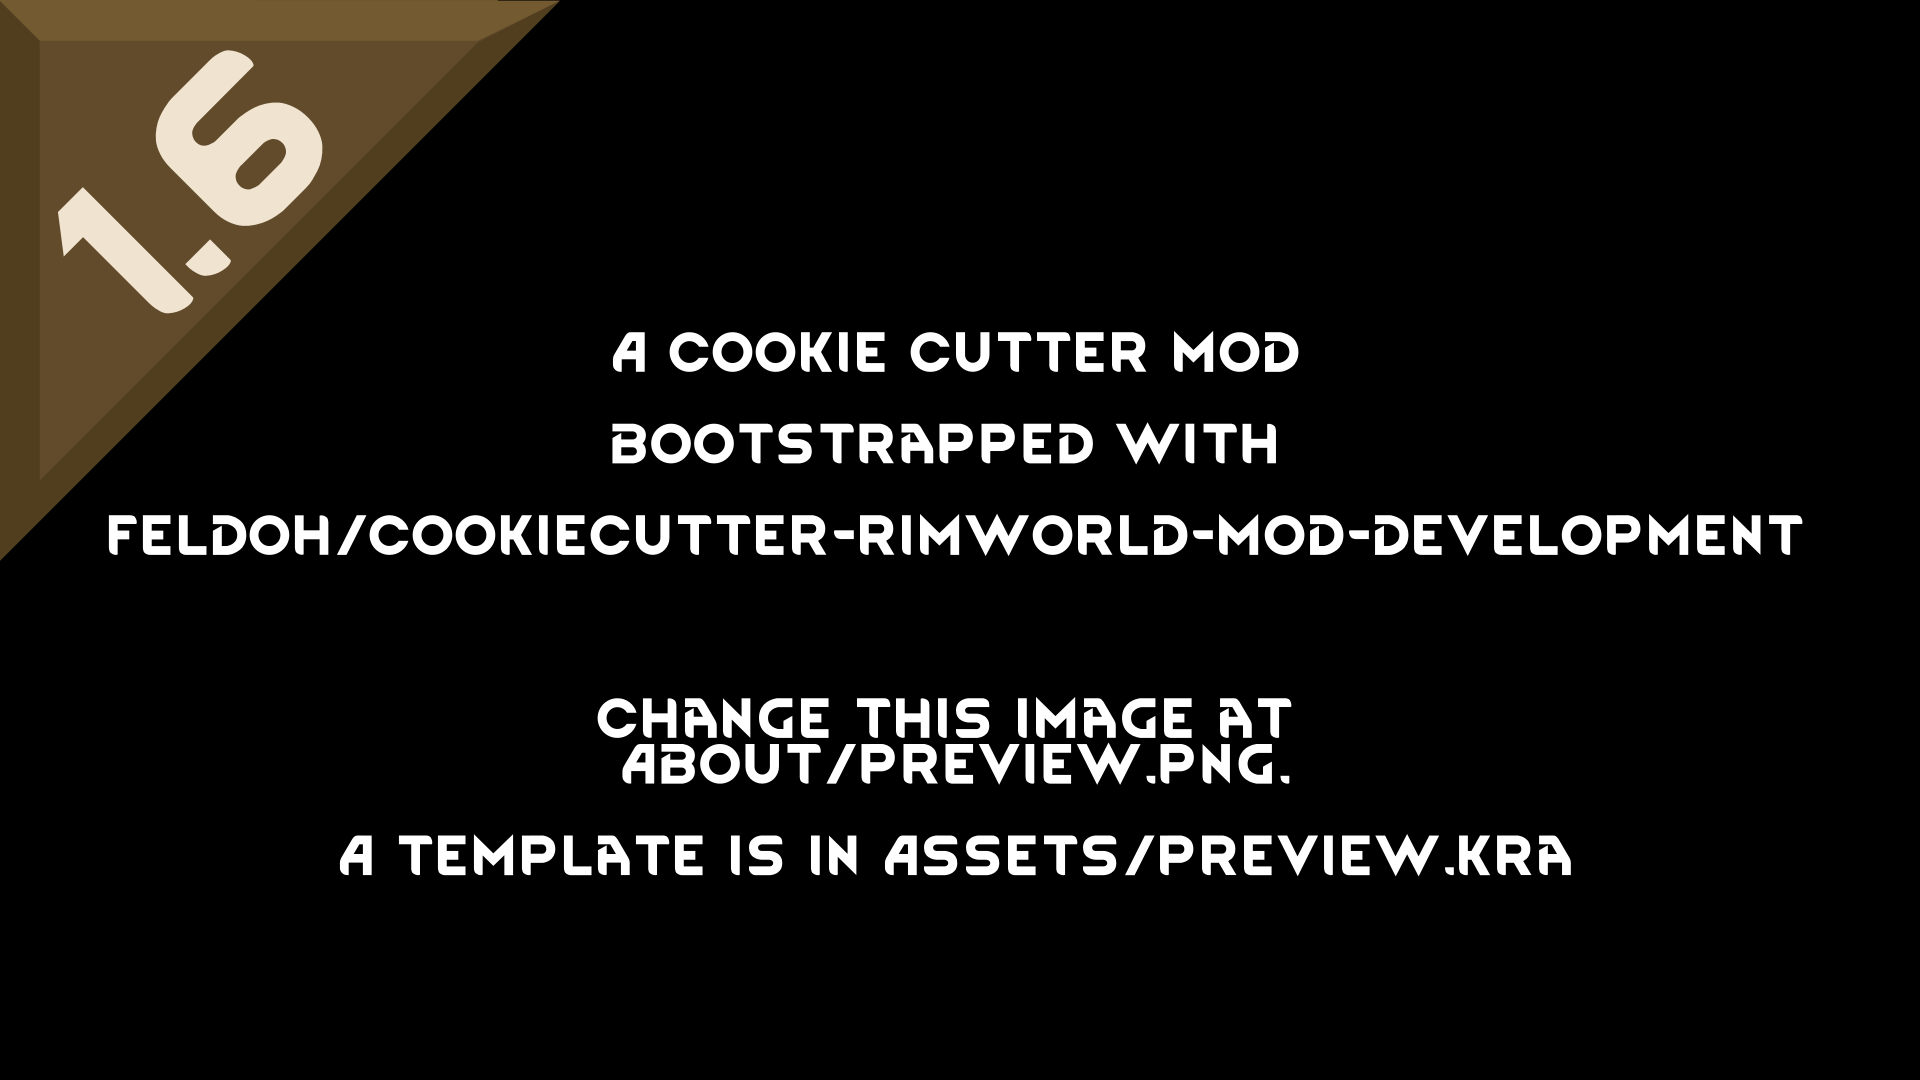 1.6
A COOKIE CUTTER MOD
BOOTSTRAPPED WITH
FELDOH/COOKIECUTTER-RIMWORLD-MOD-DEVELOPMENT
CHANGE THIS IMAGE AT
ABOUT/PREVIEW.PNG.
A TEMPLATE IS IN ASSETS/PREVIEW.KRA